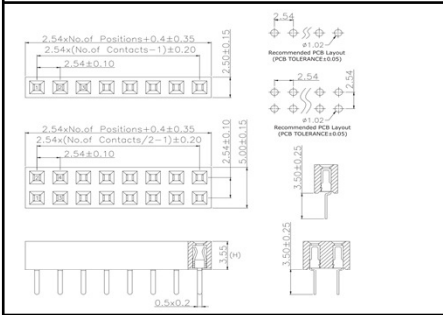 2.54xNo.of Positions+0.4±0.35
2.54x(No.of Contacts-1)±0.20
2.54±0.10
2.50±0.15
2.54
ø1.02
Recommended PCB Layout
(PCB TOLERANCE±0.05)
2.54
2.54
ø1.02
Recommended PCB Layout
(PCB TOLERANCE±0.05)
2.54xNo.of Positions+0.4±0.35
2.54x(No.of Contacts/2-1)±0.20
2.54±0.10
2.54±0.10
5.00±0.15
3.50±0.25
3.55
(H)
0.5x0.2
3.50±0.25